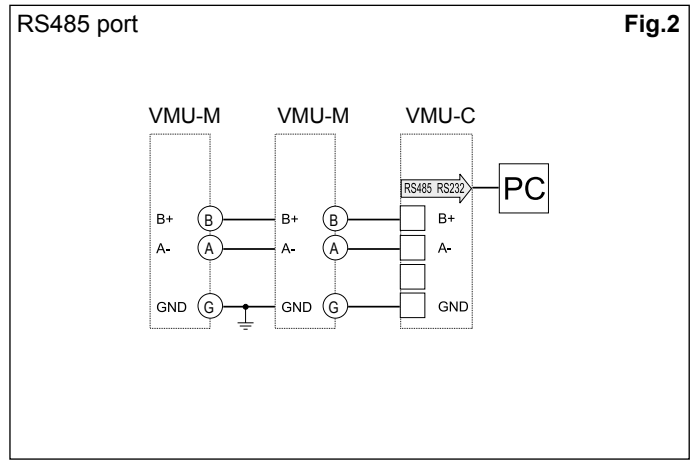 RS485 port Fig.2
VMU-M VMU-M VMU-C
RS485 RS232 PC
B+ B B+ B B+
A- A A- A A-
GND G GND G GND